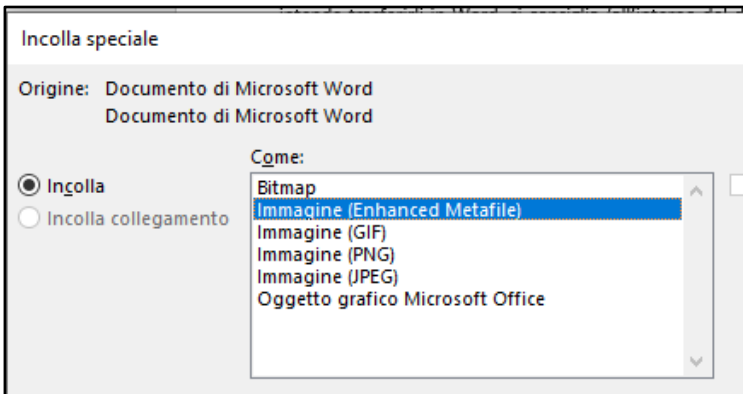 Incolla speciale
Origine: Documento di Microsoft Word
Documento di Microsoft Word
Come:
Incolla
Incolla collegamento
Bitmap
Immagine (Enhanced Metafile)
Immagine (GIF)
Immagine (PNG)
Immagine (JPEG)
Oggetto grafico Microsoft Office